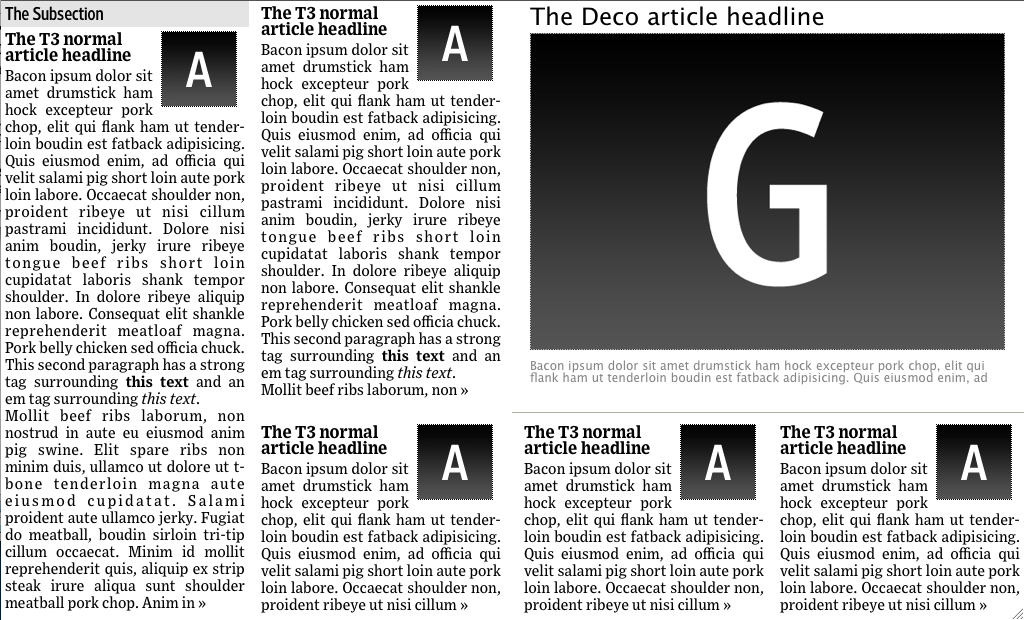 The Subsection
The T3 normal
article headline
A
Bacon ipsum dolor sit
amet drumstick ham
hock excepteur pork
chop, elit qui flank ham ut tender-
loin boudin est fatback adipisicing.
Quis eiusmod enim, ad officia qui
velit salami pig short loin aute pork
loin labore. Occaecat shoulder non,
proident ribeye ut nisi cillum
pastrami incididunt. Dolore nisi
anim boudin, jerky irure ribeye
tongue beef ribs short loin
cupidatat laboris shank tempor
shoulder. In dolore ribeye aliquip
non labore. Consequat elit shankle
reprehenderit meatloaf magna.
Pork belly chicken sed officia chuck.
This second paragraph has a strong
tag surrounding this text and an
em tag surrounding this text.
Mollit beef ribs laborum, non
nostrud in aute eu eiusmod anim
pig swine. Elit spare ribs non
minim duis, ullamco ut dolore ut t-
bone tenderloin magna aute
eiusmod cupidatat. Salami
proident aute ullamco jerky. Fugiat
do meatball, boudin sirloin tri-tip
cillum occaecat. Minim id mollit
reprehenderit quis, aliquip ex strip
steak irure aliqua sunt shoulder
meatball pork chop. Anim in »
The T3 normal
article headline
A
Bacon ipsum dolor sit
amet drumstick ham
hock excepteur pork
chop, elit qui flank ham ut tender-
loin boudin est fatback adipisicing.
Quis eiusmod enim, ad officia qui
velit salami pig short loin aute pork
loin labore. Occaecat shoulder non,
proident ribeye ut nisi cillum
pastrami incididunt. Dolore nisi
anim boudin, jerky irure ribeye
tongue beef ribs short loin
cupidatat laboris shank tempor
shoulder. In dolore ribeye aliquip
non labore. Consequat elit shankle
reprehenderit meatloaf magna.
Pork belly chicken sed officia chuck.
This second paragraph has a strong
tag surrounding this text and an
em tag surrounding this text.
Mollit beef ribs laborum, non »
The Deco article headline
G
Bacon ipsum dolor sit amet drumstick ham hock excepteur pork chop, elit qui
flank ham ut tenderloin boudin est fatback adipisicing. Quis eiusmod enim, ad
The T3 normal
article headline
A
Bacon ipsum dolor sit
amet drumstick ham
hock excepteur pork
chop, elit qui flank ham ut tender-
loin boudin est fatback adipisicing.
Quis eiusmod enim, ad officia qui
velit salami pig short loin aute pork
loin labore. Occaecat shoulder non,
proident ribeye ut nisi cillum »
The T3 normal
article headline
A
Bacon ipsum dolor sit
amet drumstick ham
hock excepteur pork
chop, elit qui flank ham ut tender-
loin boudin est fatback adipisicing.
Quis eiusmod enim, ad officia qui
velit salami pig short loin aute pork
loin labore. Occaecat shoulder non,
proident ribeye ut nisi cillum »
The T3 normal
article headline
A
Bacon ipsum dolor sit
amet drumstick ham
hock excepteur pork
chop, elit qui flank ham ut tender-
loin boudin est fatback adipisicing.
Quis eiusmod enim, ad officia qui
velit salami pig short loin aute pork
loin labore. Occaecat shoulder non,
proident ribeye ut nisi cillum »